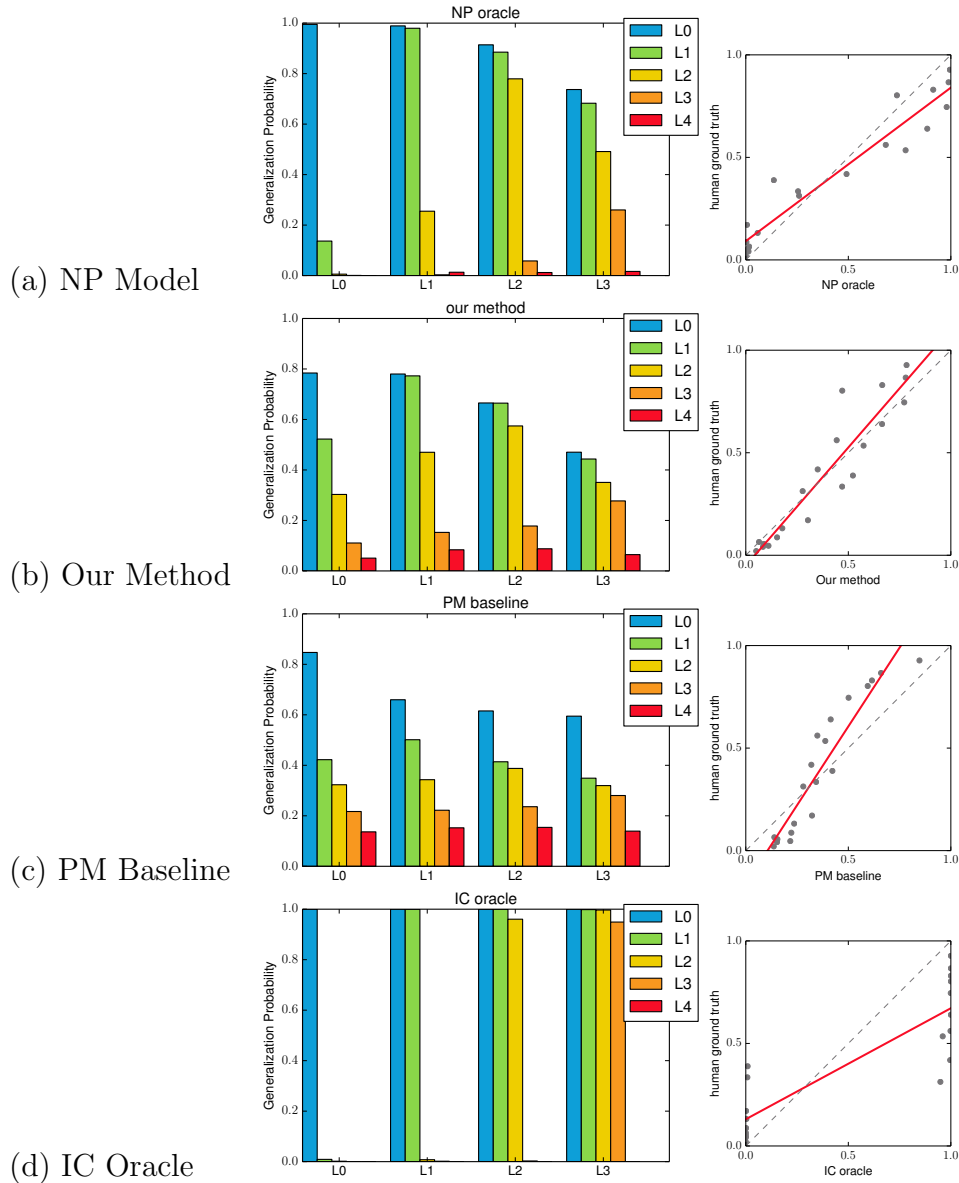 NP oracle
1.0
0.8
0.6
0.4
0.2
0.0
Generalization Probability
L0 L1 L2 L3
L0
L1
L2
L3
L4
1.0
0.5
0.0
human ground truth
0.0 0.5 1.0
NP oracle
(a) NP Model
our method
1.0
0.8
0.6
0.4
0.2
0.0
Generalization Probability
L0 L1 L2 L3
L0
L1
L2
L3
L4
1.0
0.5
0.0
human ground truth
0.0 0.5 1.0
Our method
(b) Our Method
PM baseline
1.0
0.8
0.6
0.4
0.2
0.0
Generalization Probability
L0 L1 L2 L3
L0
L1
L2
L3
L4
1.0
0.5
0.0
human ground truth
0.0 0.5 1.0
PM baseline
(c) PM Baseline
IC oracle
1.0
0.8
0.6
0.4
0.2
0.0
Generalization Probability
L0 L1 L2 L3
L0
L1
L2
L3
L4
1.0
0.5
0.0
human ground truth
0.0 0.5 1.0
IC oracle
(d) IC Oracle